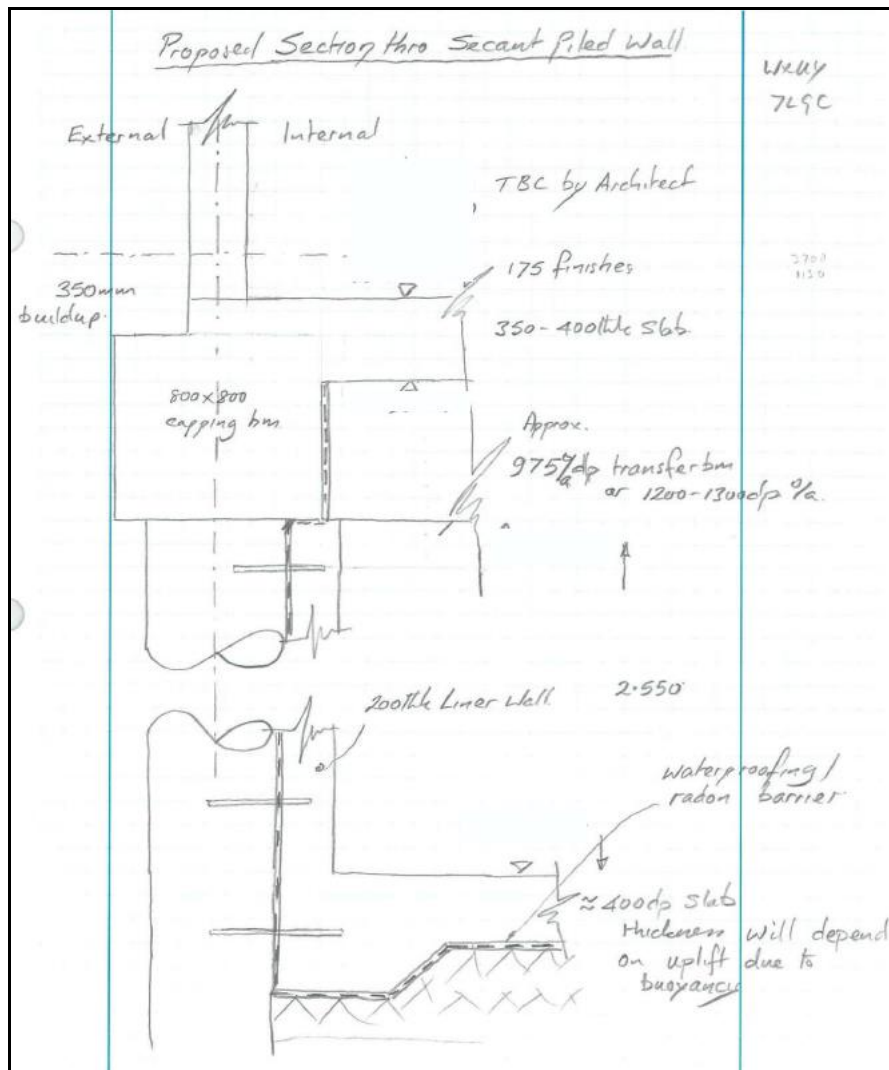 Proposed Section thro Secant Piled Wall
External
Internal
TBC by Architect
175 finishes
350mm
buildup.
350-400thk Slab.
800x800
capping bm.
Approx.
975 o/a dp transfer bm
or 1200-1300dp o/a.
2.550
200thk Liner Wall
waterproofing /
radon barrier
≈ 400dp slab
thickness will depend
on uplift due to
buoyancy